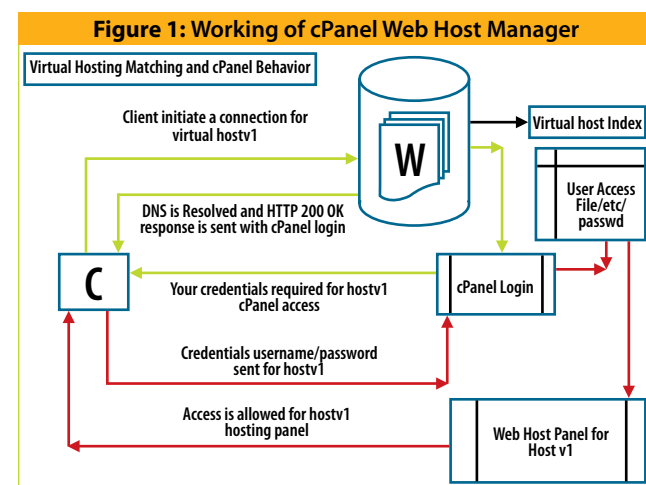 Figure 1: Working of cPanel Web Host Manager
Virtual Hosting Matching and cPanel Behavior
Client initiate a connection for
virtual hostv1
W
Virtual host Index
User Access
File/etc/
passwd
DNS is Resolved and HTTP 200 OK
response is sent with cPanel login
C
cPanel Login
Your credentials required for hostv1
cPanel access
Credentials username/password
sent for hostv1
Access is allowed for hostv1
hosting panel
Web Host Panel for
Host v1